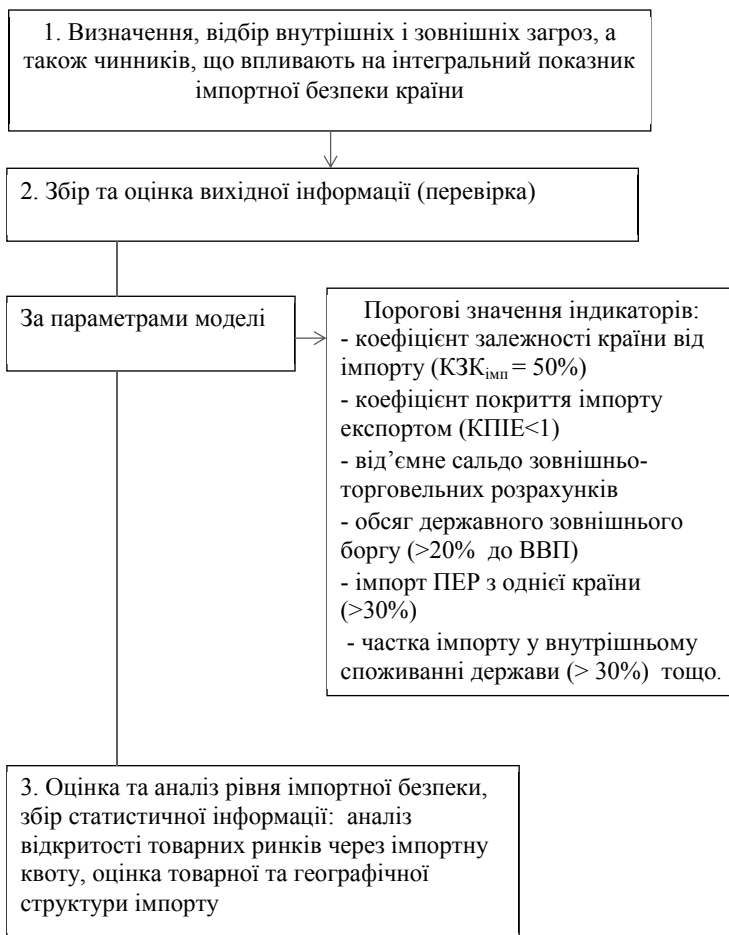 1. Визначення, відбір внутрішніх і зовнішніх загроз, а
також чинників, що впливають на інтегральний показник
імпортної безпеки країни
2. Збір та оцінка вихідної інформації (перевірка)
За параметрами моделі
Порогові значення індикаторів:
- коефіцієнт залежності країни від
імпорту (КЗКімп = 50%)
- коефіцієнт покриття імпорту
експортом (КПІЕ<1)
- від’ємне сальдо зовнішньо-
торговельних розрахунків
- обсяг державного зовнішнього
боргу (>20% до ВВП)
- імпорт ПЕР з однієї країни
(>30%)
- частка імпорту у внутрішньому
споживанні держави (> 30%) тощо.
3. Оцінка та аналіз рівня імпортної безпеки,
збір статистичної інформації: аналіз
відкритості товарних ринків через імпортну
квоту, оцінка товарної та географічної
структури імпорту